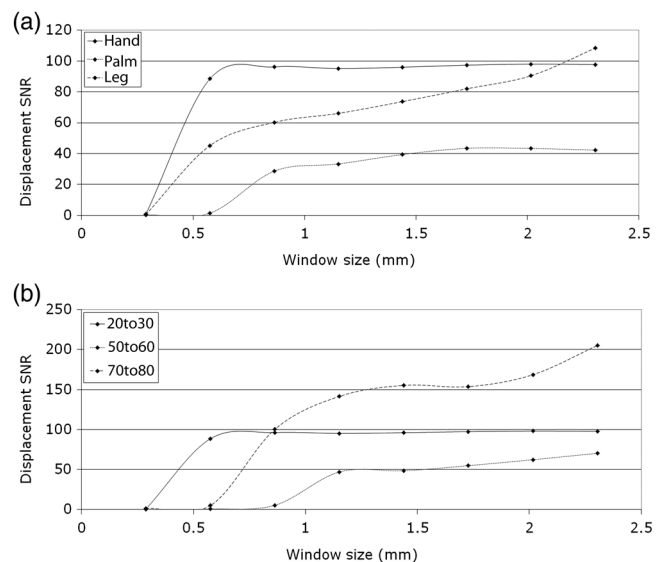 (a)
120
100
80
60
40
20
0
Displacement SNR
Hand
Palm
Leg
0 0.5 1 1.5 2 2.5
Window size (mm)
(b)
250
200
150
100
50
0
Displacement SNR
20to30
50to60
70to80
0 0.5 1 1.5 2 2.5
Window size (mm)